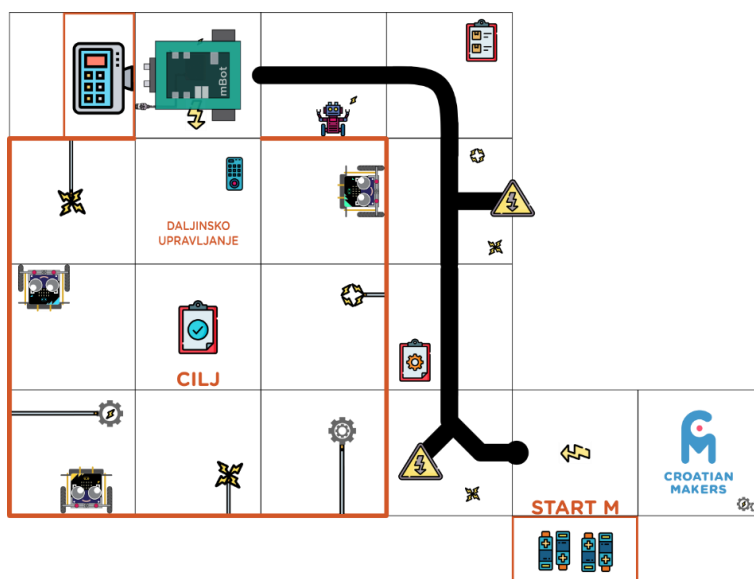 mBot
DALJINSKO
UPRAVLJANJE
CILJ
START M
CROATIAN
MAKERS